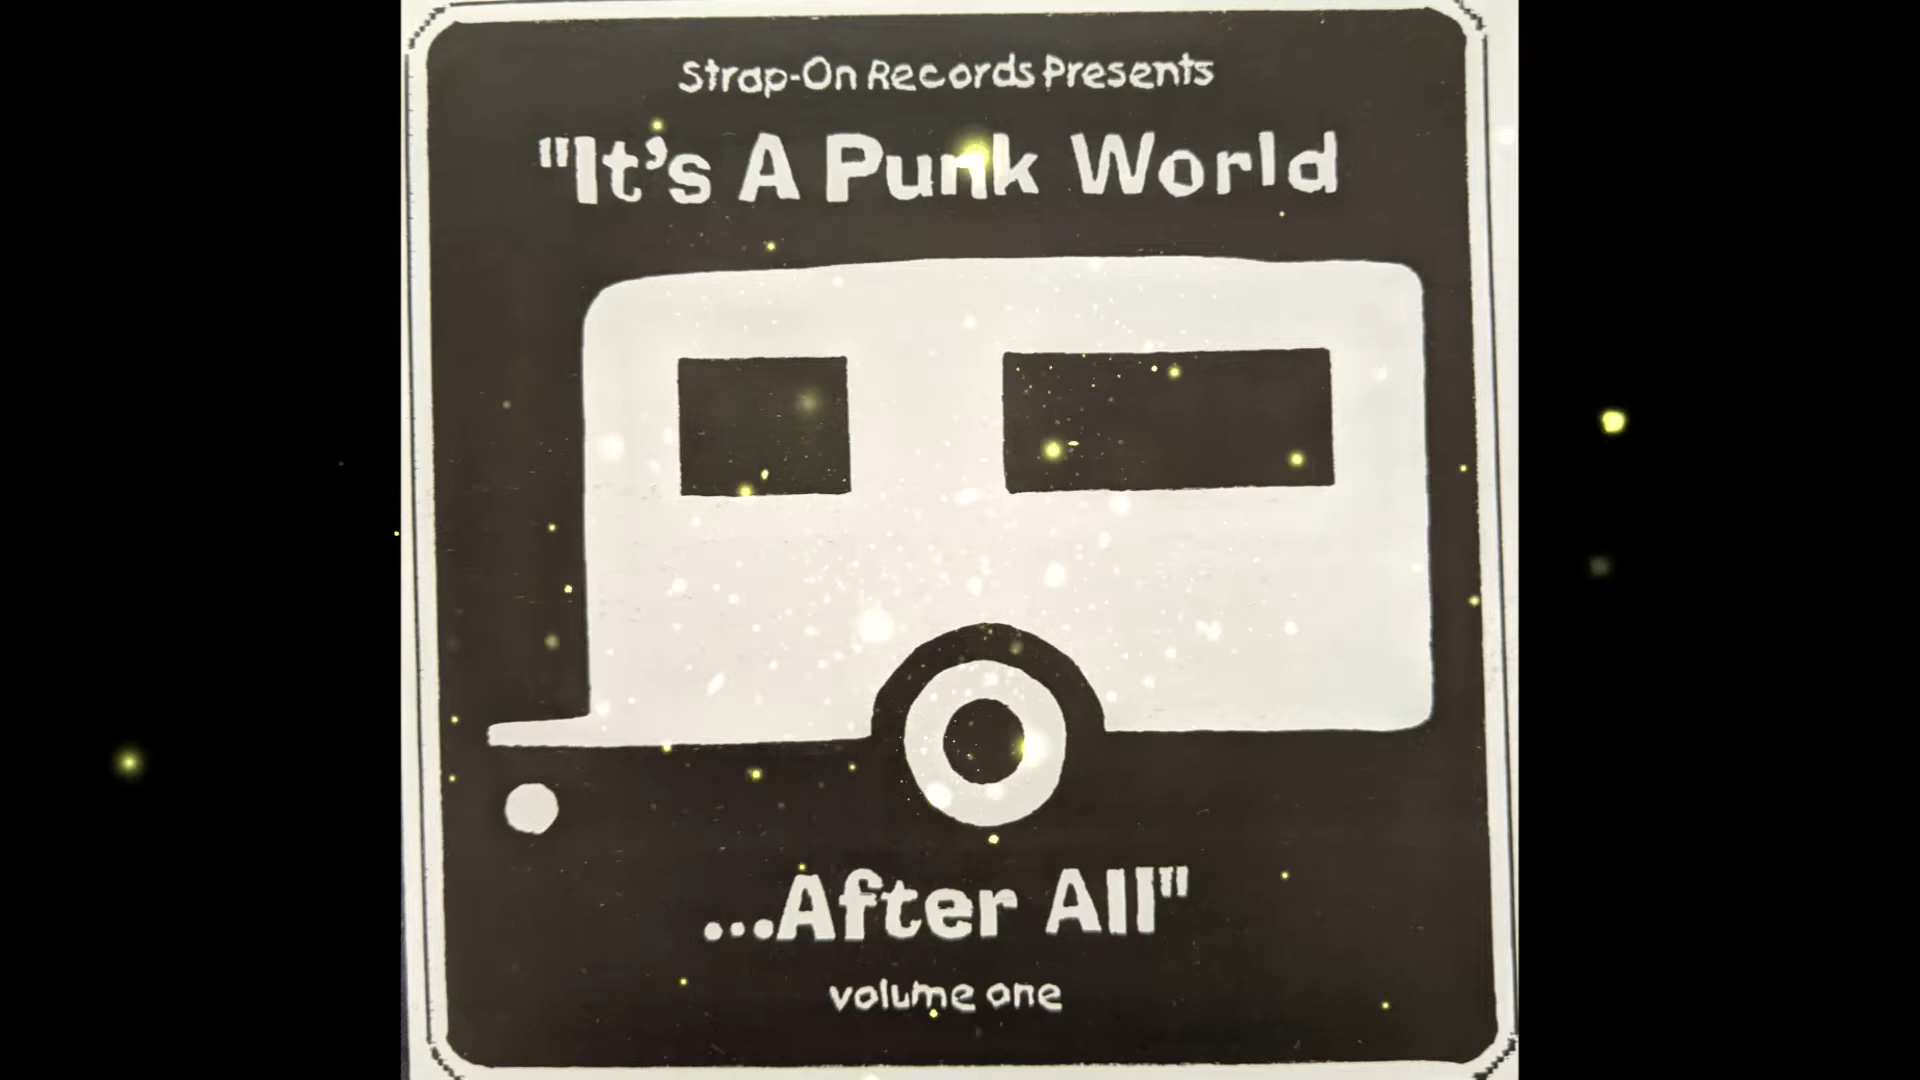 Strap-On Records Presents
"It's A Punk World
...After All"
volume one